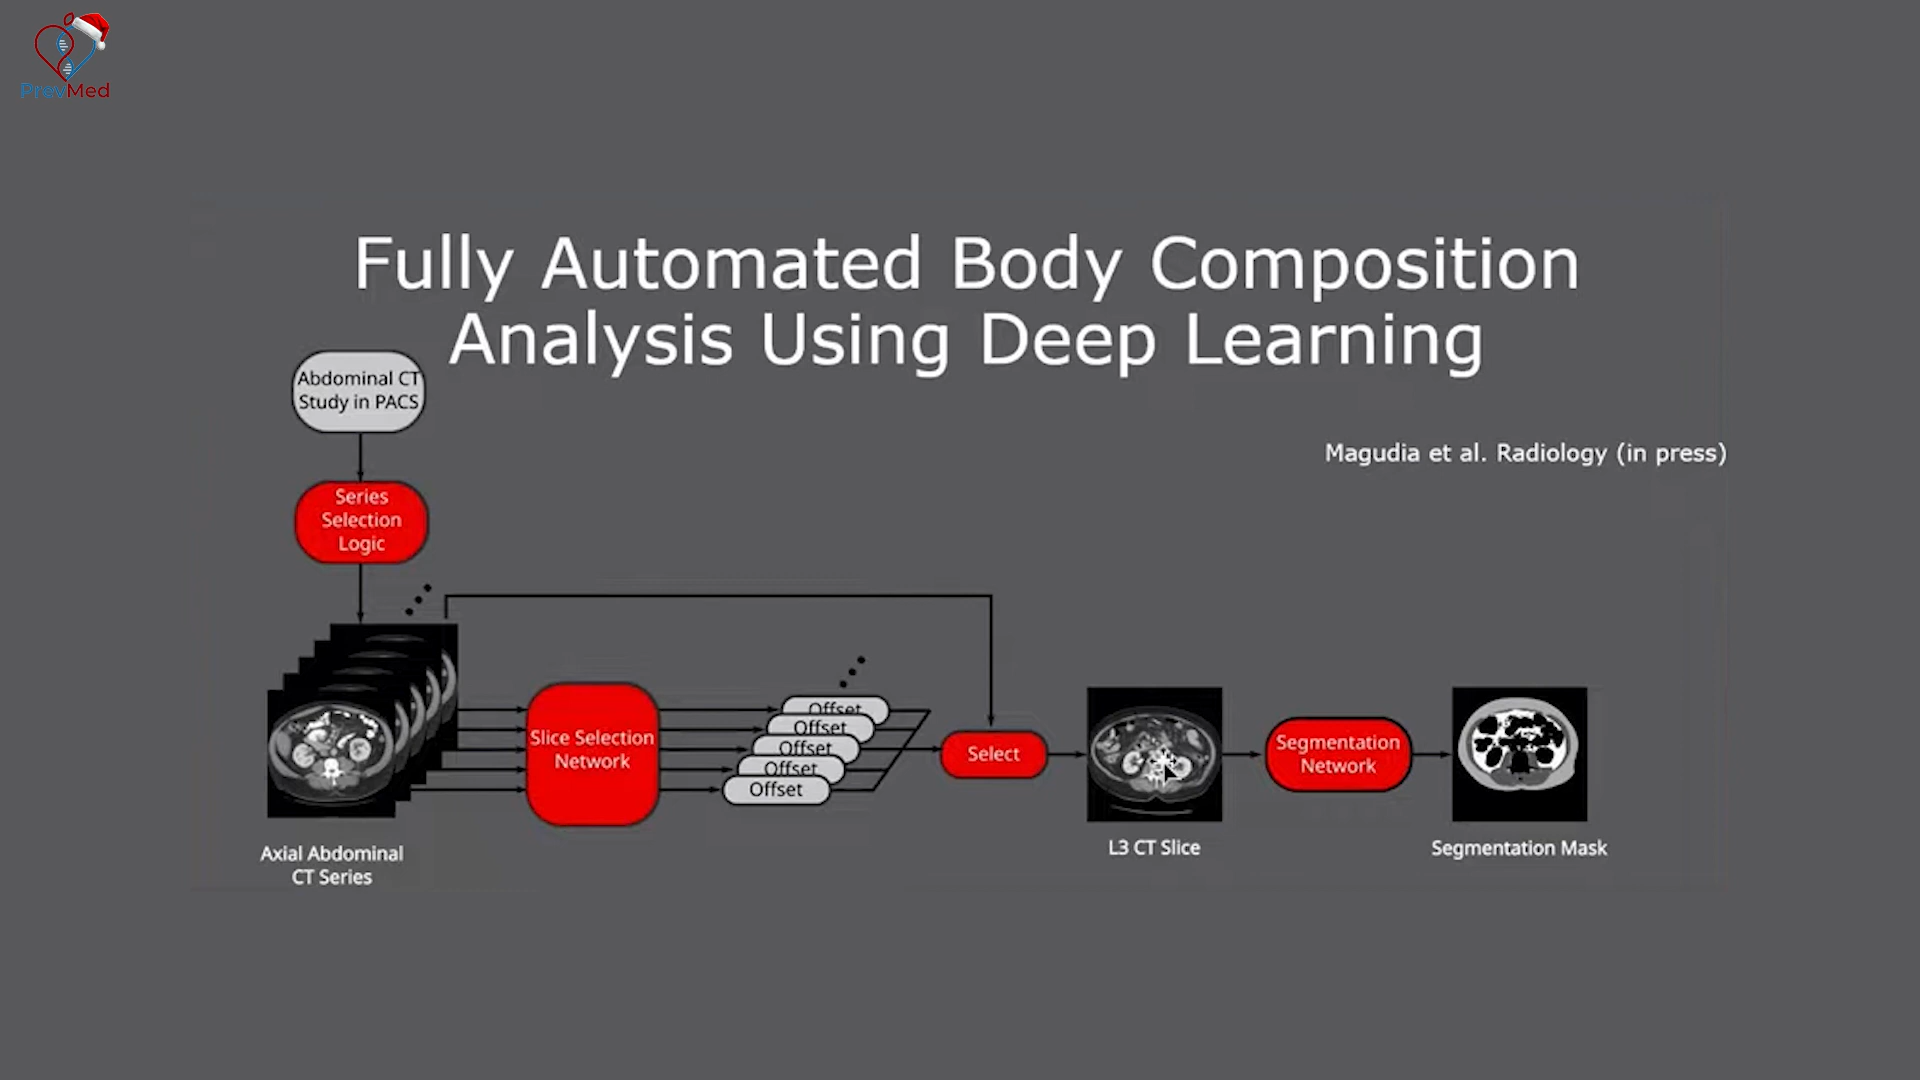 PrevMed
Fully Automated Body Composition
Analysis Using Deep Learning
Abdominal CT
Study in PACS
Magudia et al. Radiology (in press)
Series
Selection
Logic
Offset
Offset
Offset
Offset
Offset
Slice Selection
Network
Select
Segmentation
Network
Axial Abdominal
CT Series
L3 CT Slice
Segmentation Mask